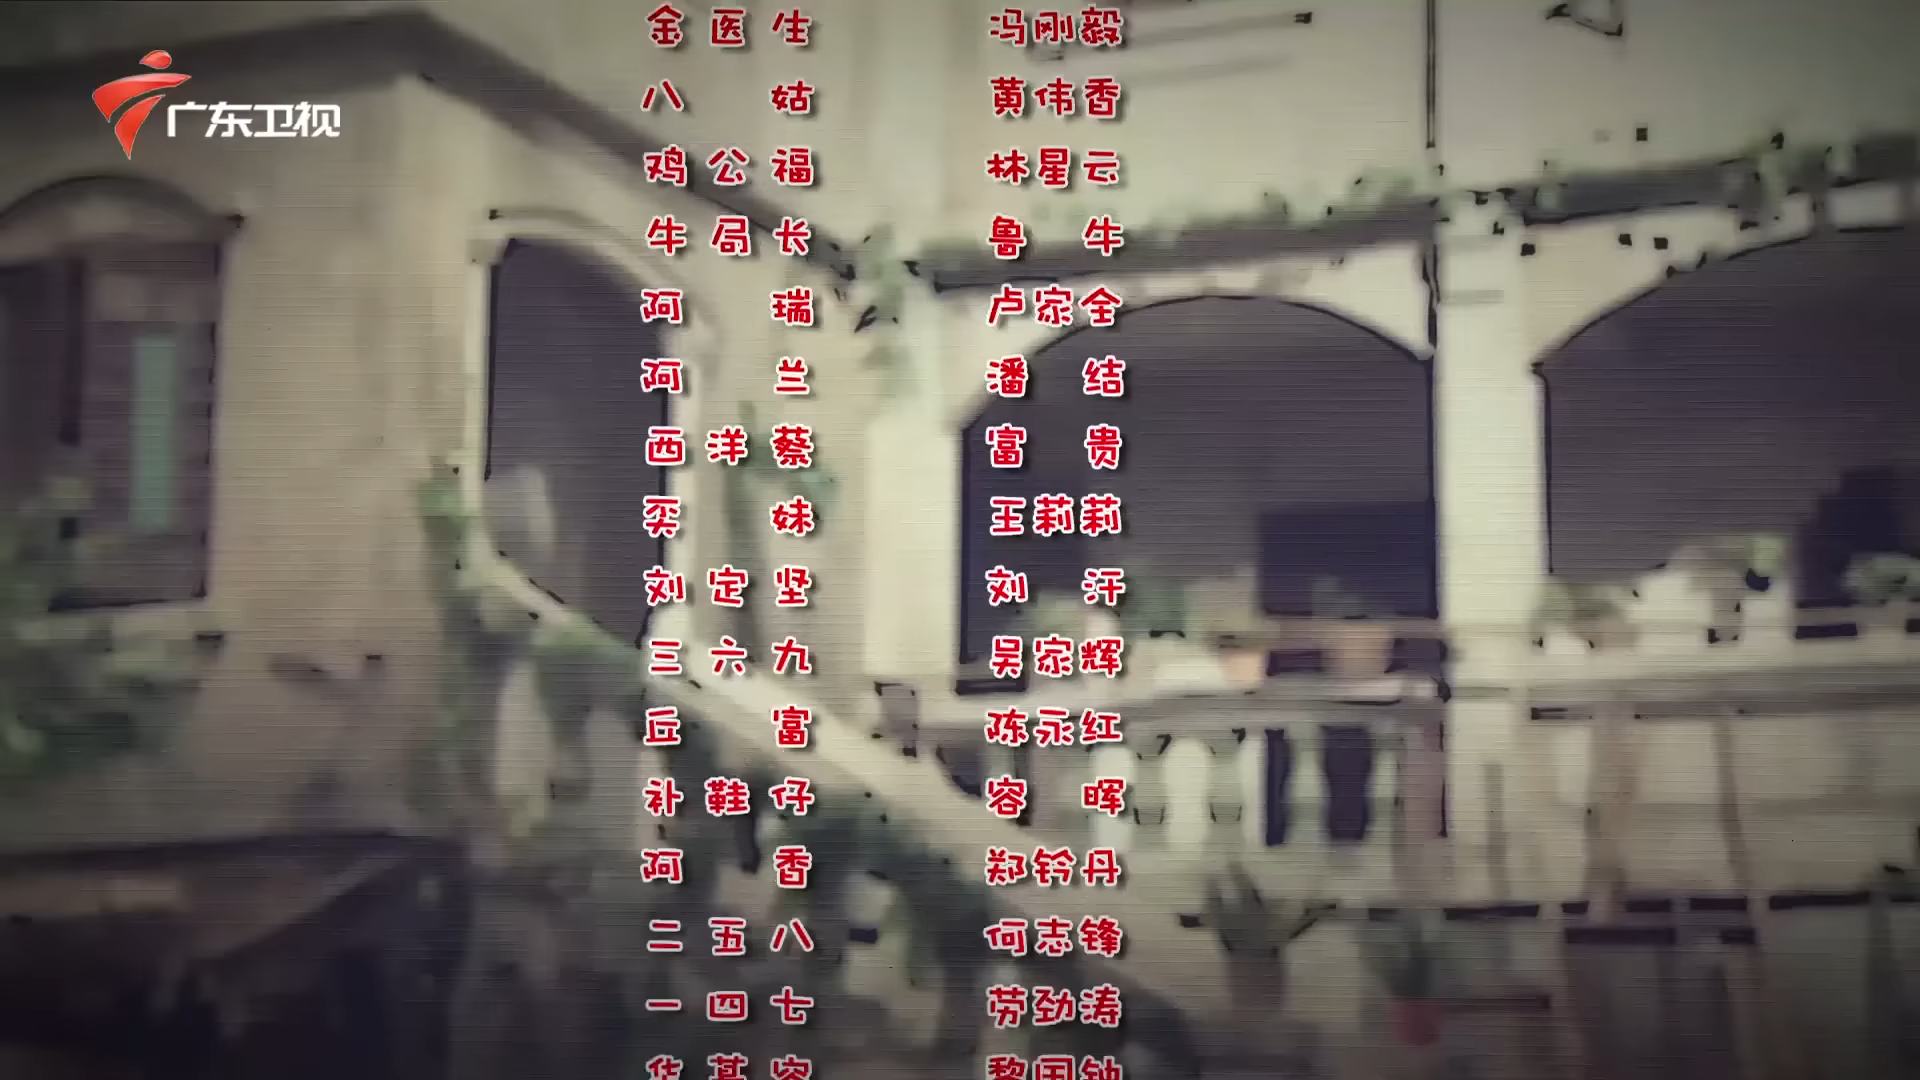 广东卫视
金医生 冯刚毅
八姑 黄伟香
鸡公福 林星云
牛局长 鲁牛
阿瑞 卢家全
阿兰 潘结
西洋蔡 富贵
奕妹 王莉莉
刘定坚 刘汗
三六九 吴家辉
丘富 陈永红
补鞋仔 容晖
阿香 郑钤丹
二五八 何志锋
一四七 劳劲涛